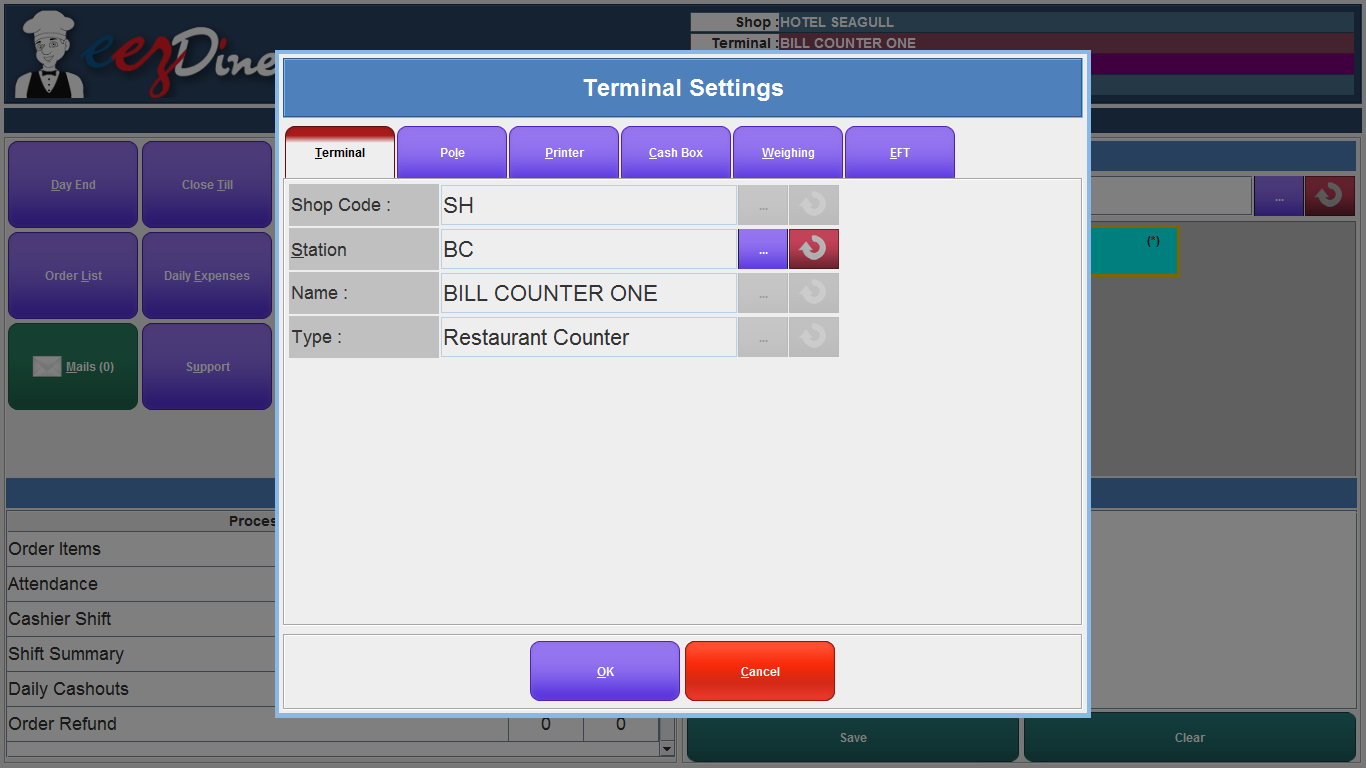 eezDine
Shop : HOTEL SEAGULL
Terminal : BILL COUNTER ONE
Terminal Settings
Terminal Pole Printer Cash Box Weighing EFT
Shop Code : SH ...
Station BC ...
Name : BILL COUNTER ONE ...
Type : Restaurant Counter ...
OK Cancel
Day End Close Till
Order List Daily Expenses
Mails (0) Support
...
(*)
Order Items
Attendance
Cashier Shift
Shift Summary
Daily Cashouts
Order Refund 0 0
Save Clear